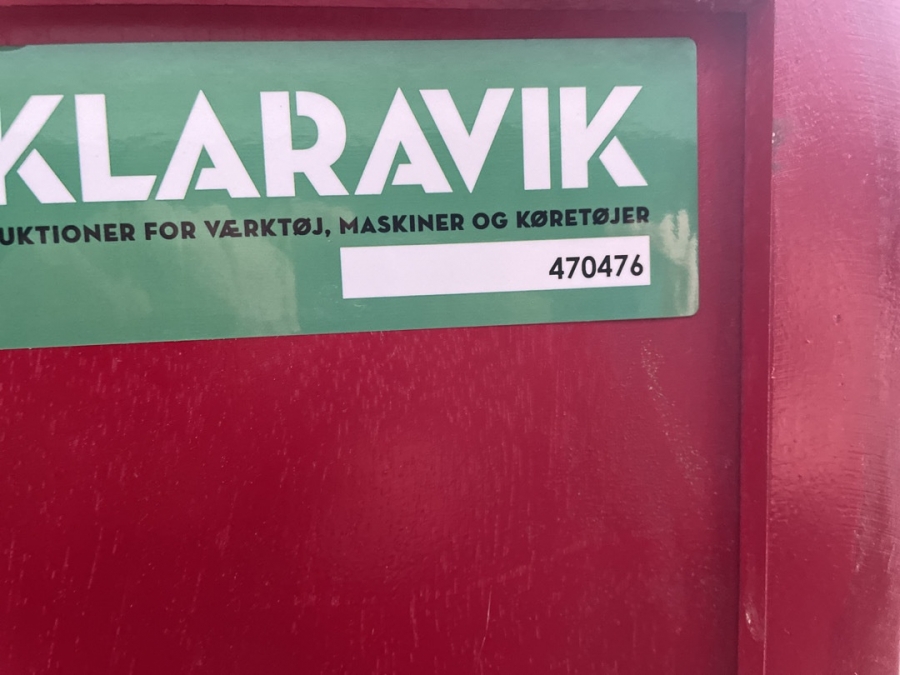 KLARAVIK
UKTIONER FOR VÆRKTØJ, MASKINER OG KØRETØJER
470476